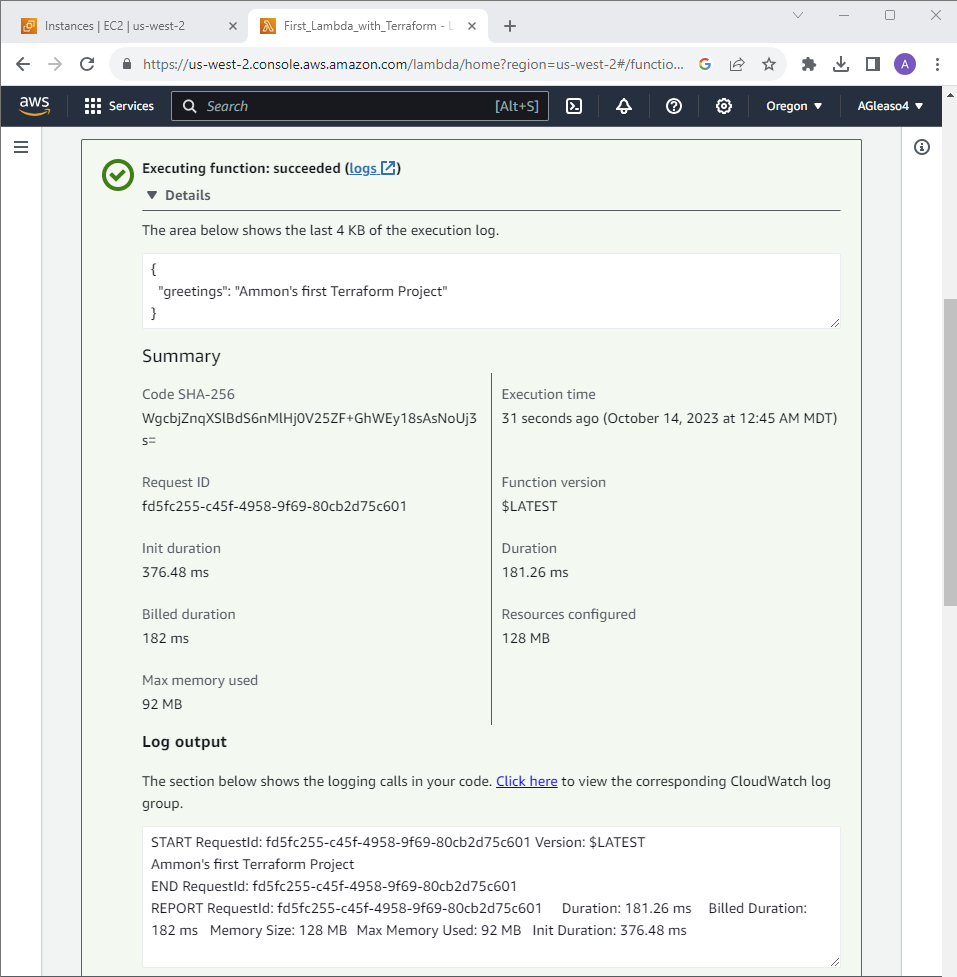 Instances | EC2 | us-west-2
First_Lambda_with_Terraform - L
https://us-west-2.console.aws.amazon.com/lambda/home?region=us-west-2#/functio...
G
A
aws
Services
Search
[Alt+S]
Oregon
AGleaso4
Executing function: succeeded (logs)
Details
The area below shows the last 4 KB of the execution log.
{
"greetings": "Ammon's first Terraform Project"
}
Summary
Code SHA-256
WgcbjZnqXSlBdS6nMlHj0V25ZF+GhWEy18sAsNoUj3
s=
Execution time
31 seconds ago (October 14, 2023 at 12:45 AM MDT)
Request ID
fd5fc255-c45f-4958-9f69-80cb2d75c601
Function version
$LATEST
Init duration
376.48 ms
Duration
181.26 ms
Billed duration
182 ms
Resources configured
128 MB
Max memory used
92 MB
Log output
The section below shows the logging calls in your code. Click here to view the corresponding CloudWatch log
group.
START RequestId: fd5fc255-c45f-4958-9f69-80cb2d75c601 Version: $LATEST
Ammon's first Terraform Project
END RequestId: fd5fc255-c45f-4958-9f69-80cb2d75c601
REPORT RequestId: fd5fc255-c45f-4958-9f69-80cb2d75c601 Duration: 181.26 ms Billed Duration:
182 ms Memory Size: 128 MB Max Memory Used: 92 MB Init Duration: 376.48 ms